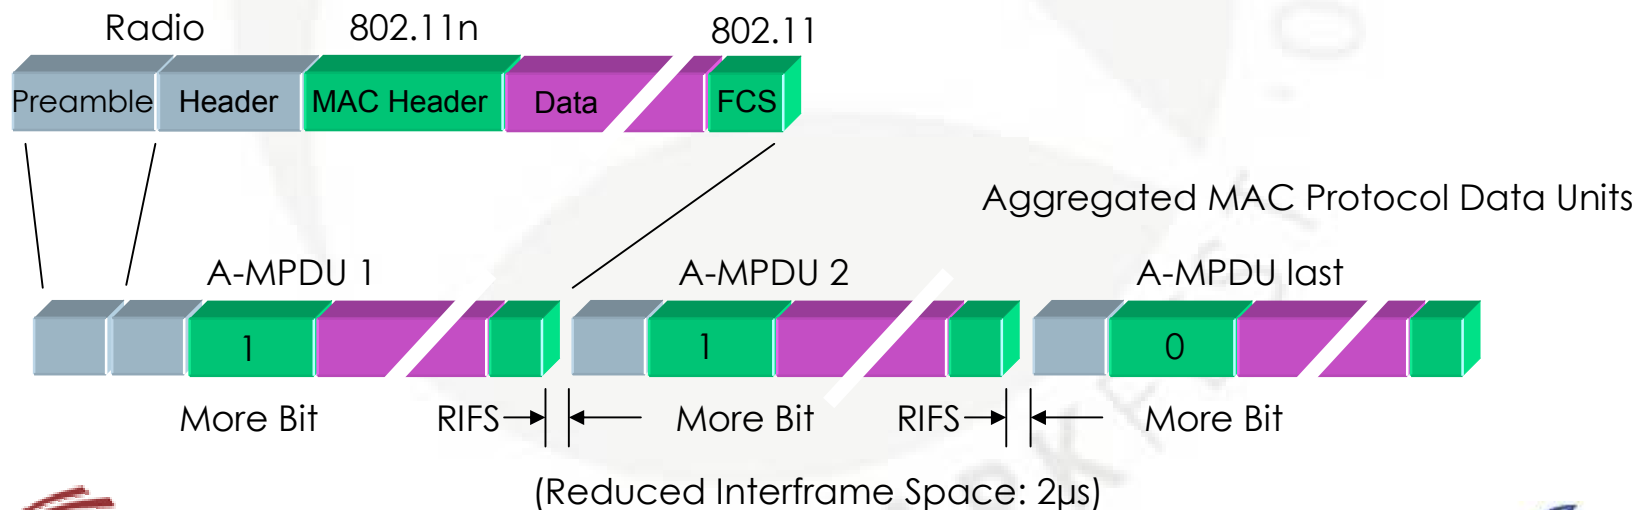 Radio 802.11n 802.11
Preamble Header MAC Header Data FCS
Aggregated MAC Protocol Data Units
A-MPDU 1 A-MPDU 2 A-MPDU last
1 1 0
More Bit RIFS More Bit RIFS More Bit
(Reduced Interframe Space: 2µs)